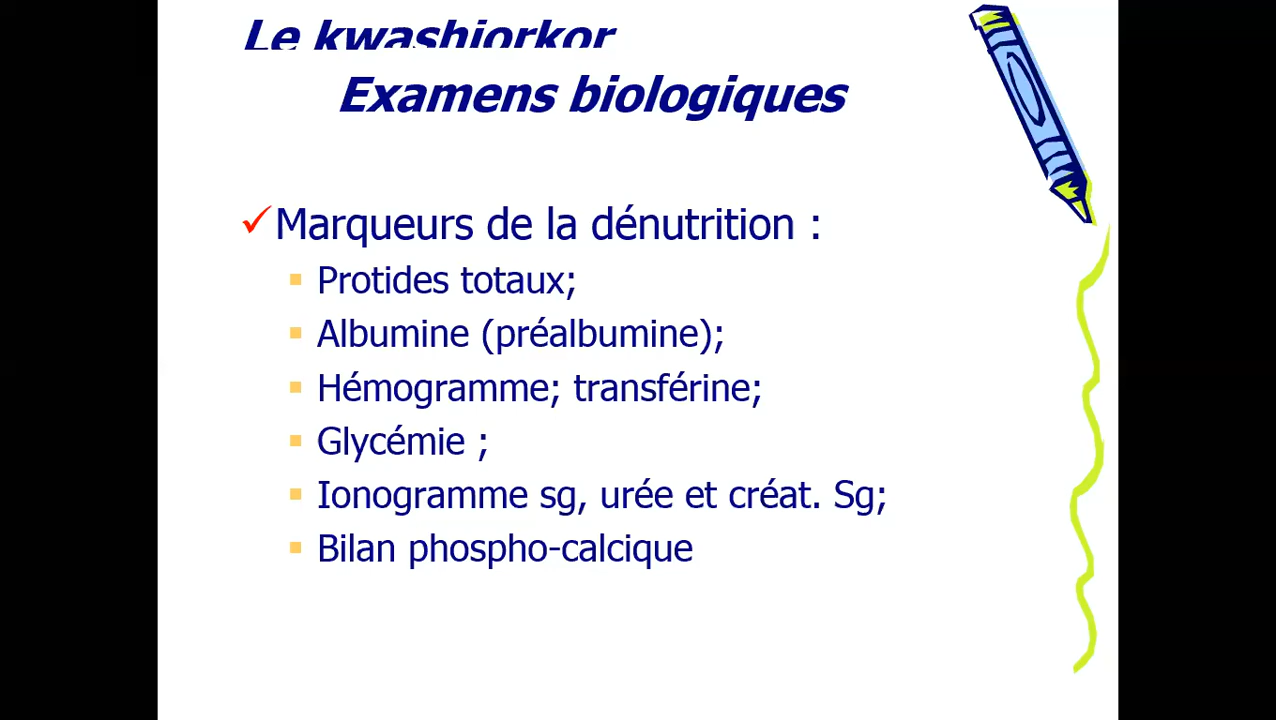 Le kwashiorkor
Examens biologiques
Marqueurs de la dénutrition :
Protides totaux;
Albumine (préalbumine);
Hémogramme; transférine;
Glycémie ;
Ionogramme sg, urée et créat. Sg;
Bilan phospho-calcique